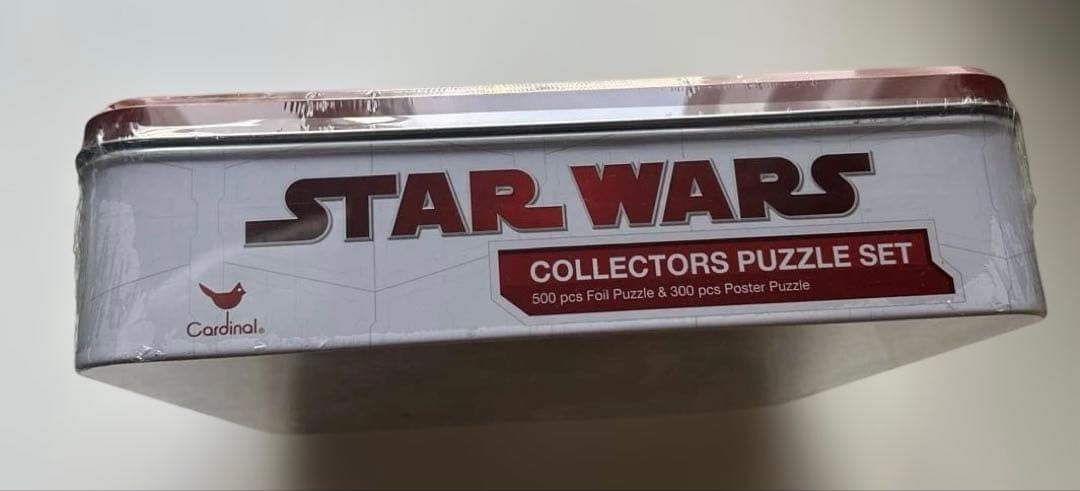 STAR WARS
COLLECTORS PUZZLE SET
500 pcs Foil Puzzle & 300 pcs Poster Puzzle
Cardinal®